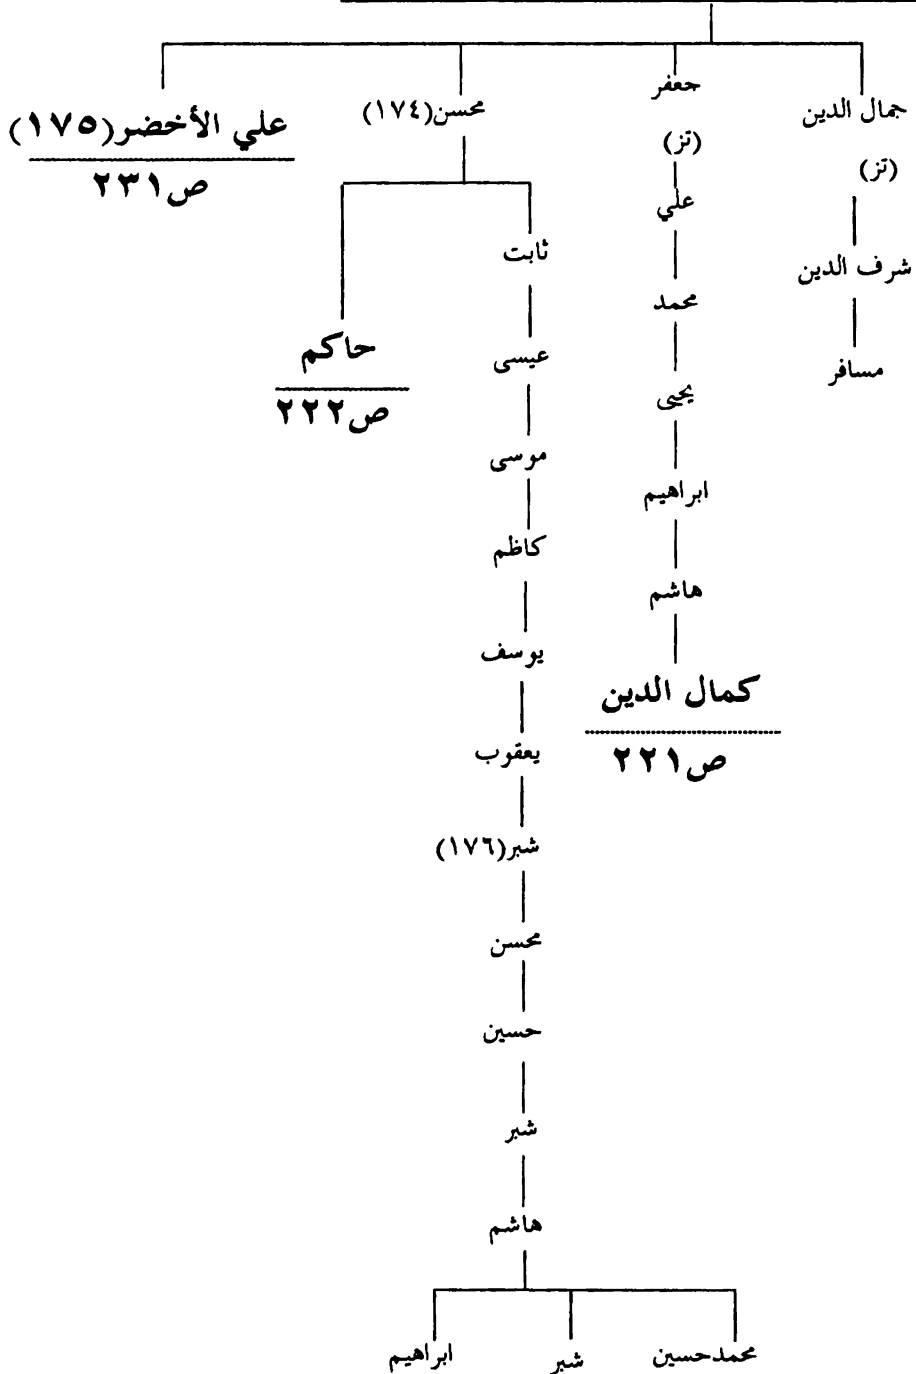 جمال الدين
(تز)
شرف الدين
مسافر
جعفر
(تز)
علي
محمد
يحيى
ابراهيم
هاشم
كمال الدين
ص٢٢١
محسن(١٧٤)
ثابت
عيسى
موسى
كاظم
يوسف
يعقوب
شبر(١٧٦)
محسن
حسين
شبر
هاشم
محمدحسين
شبر
ابراهيم
حاكم
ص٢٢٢
علي الأخضر(١٧٥)
ص٢٣١